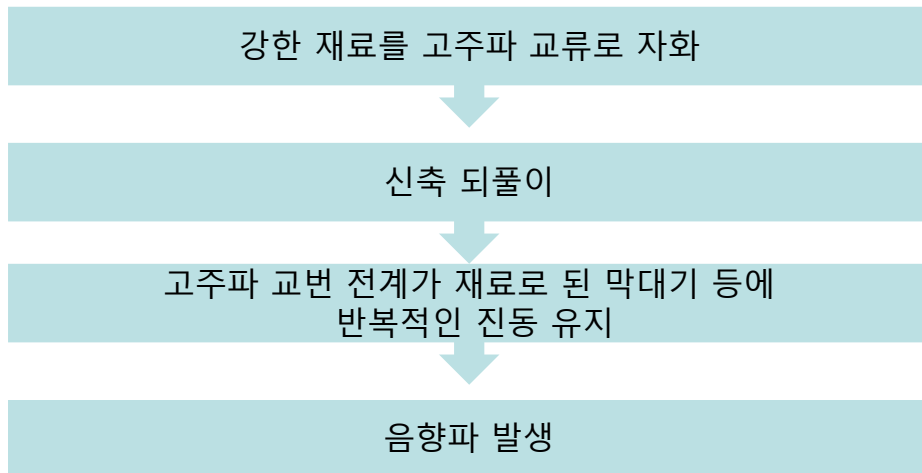 강한 재료를 고주파 교류로 자화
신축 되풀이
고주파 교번 전계가 재료로 된 막대기 등에
반복적인 진동 유지
음향파 발생